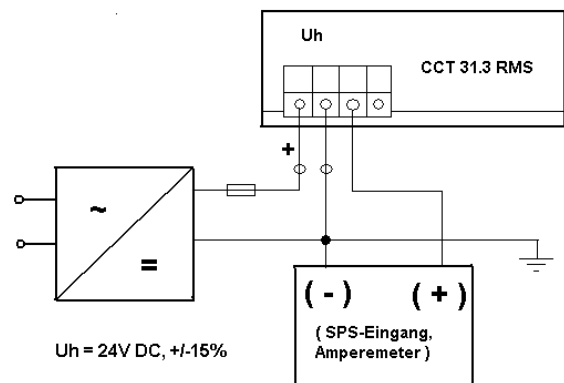 Uh
CCT 31.3 RMS
+
~
=
( - ) ( + )
( SPS-Eingang,
Amperemeter )
Uh = 24V DC, +/-15%